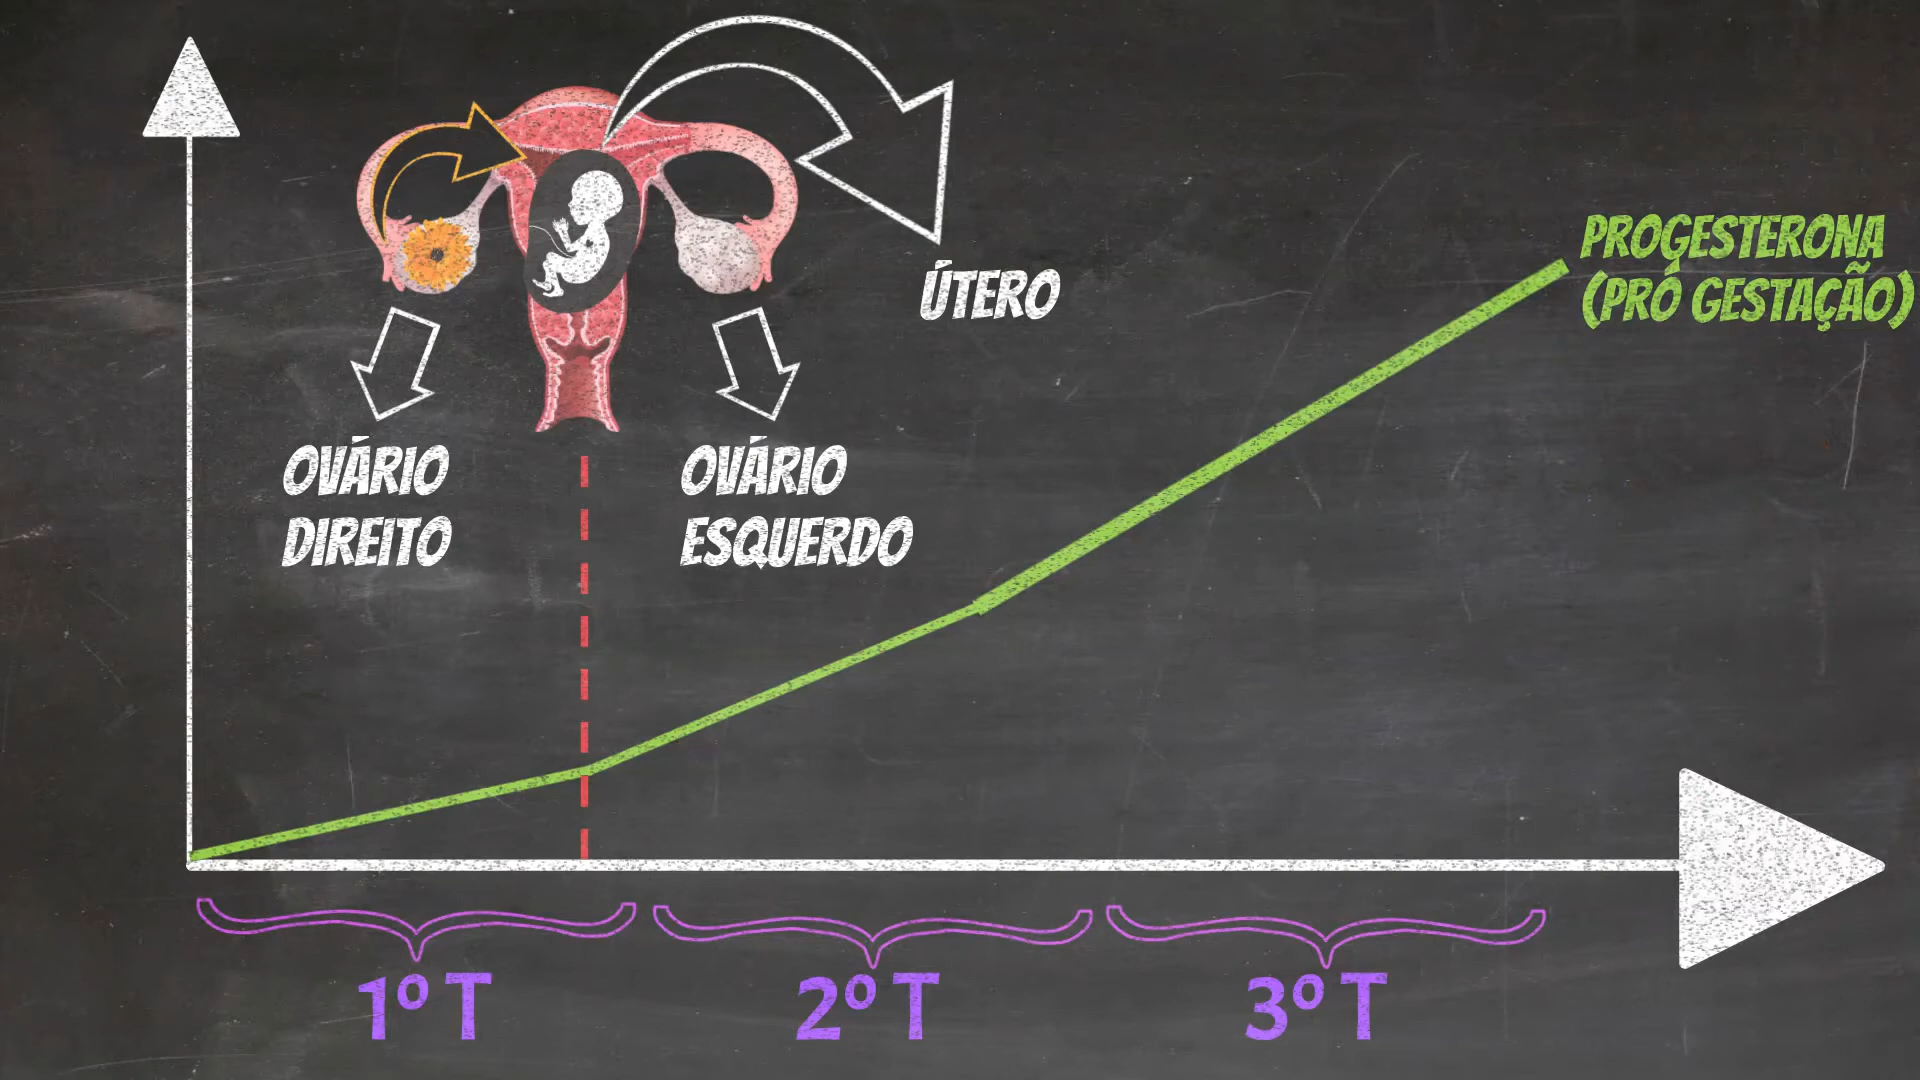 ÚTERO
PROGESTERONA
(PRÓ GESTAÇÃO)
OVÁRIO
DIREITO
OVÁRIO
ESQUERDO
1º T
2º T
3º T